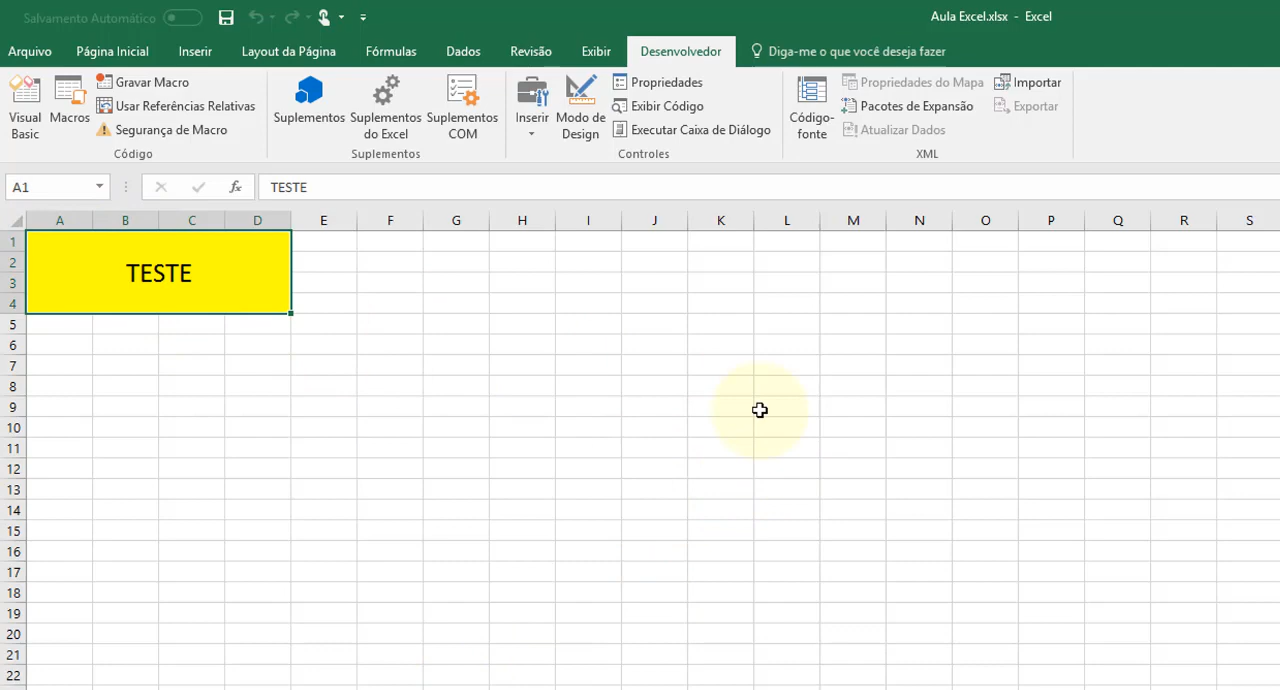 Salvamento Automático
Aula Excel.xlsx - Excel
Arquivo Página Inicial Inserir Layout da Página Fórmulas Dados Revisão Exibir Desenvolvedor Diga-me o que você deseja fazer
Visual Basic
Macros
Gravar Macro
Usar Referências Relativas
Segurança de Macro
Código
Suplementos
Suplementos do Excel
Suplementos COM
Suplementos
Inserir
Modo de Design
Propriedades
Exibir Código
Executar Caixa de Diálogo
Controles
Código-fonte
Propriedades do Mapa
Pacotes de Expansão
Atualizar Dados
Importar
Exportar
XML
A1 fx TESTE
A B C D E F G H I J K L M N O P Q R S
1
2
TESTE
3
4
5
6
7
8
9
10
11
12
13
14
15
16
17
18
19
20
21
22